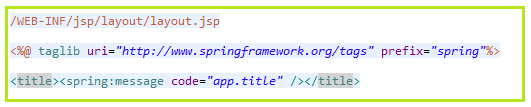 /WEB-INF/jsp/layout/layout.jsp
<%@ taglib uri="http://www.springframework.org/tags" prefix="spring"%>
<title><spring:message code="app.title" /></title>